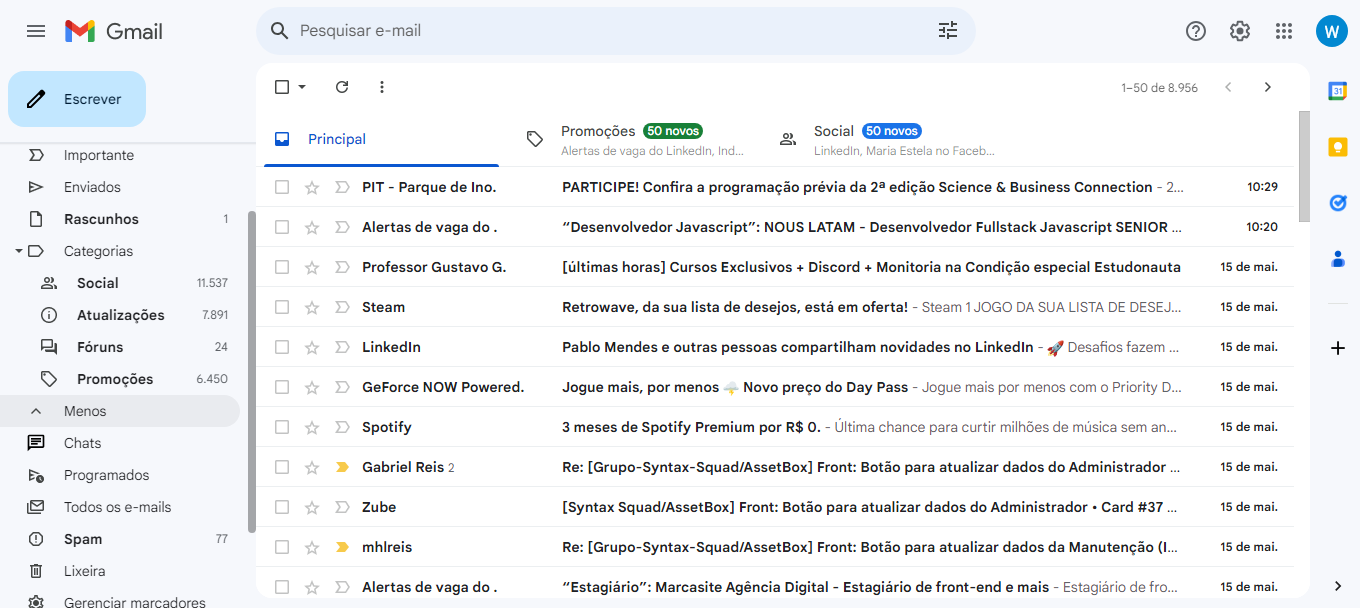 Gmail
Pesquisar e-mail
W
Escrever
1–50 de 8.956
Importante
Enviados
Rascunhos 1
Categorias
Social 11.537
Atualizações 7.891
Fóruns 24
Promoções 6.450
Menos
Chats
Programados
Todos os e-mails
Spam 77
Lixeira
Gerenciar marcadores
Principal
Promoções 50 novos
Alertas de vaga do LinkedIn, Ind...
Social 50 novos
LinkedIn, Maria Estela no Faceb...
PIT - Parque de Ino. PARTICIPE! Confira a programação prévia da 2ª edição Science & Business Connection - 2... 10:29
Alertas de vaga do . “Desenvolvedor Javascript”: NOUS LATAM - Desenvolvedor Fullstack Javascript SENIOR ... 10:20
Professor Gustavo G. [últimas horas] Cursos Exclusivos + Discord + Monitoria na Condição especial Estudonauta 15 de mai.
Steam Retrowave, da sua lista de desejos, está em oferta! - Steam 1 JOGO DA SUA LISTA DE DESEJ... 15 de mai.
LinkedIn Pablo Mendes e outras pessoas compartilham novidades no LinkedIn - 🚀 Desafios fazem ... 15 de mai.
GeForce NOW Powered. Jogue mais, por menos 🌩️ Novo preço do Day Pass - Jogue mais por menos com o Priority D... 15 de mai.
Spotify 3 meses de Spotify Premium por R$ 0. - Última chance para curtir milhões de música sem an... 15 de mai.
Gabriel Reis 2 Re: [Grupo-Syntax-Squad/AssetBox] Front: Botão para atualizar dados do Administrador ... 15 de mai.
Zube [Syntax Squad/AssetBox] Front: Botão para atualizar dados do Administrador • Card #37 ... 15 de mai.
mhlreis Re: [Grupo-Syntax-Squad/AssetBox] Front: Botão para atualizar dados da Manutenção (I... 15 de mai.
Alertas de vaga do . “Estagiário”: Marcasite Agência Digital - Estagiário de front-end e mais - Estagiário de fro... 15 de mai.
31